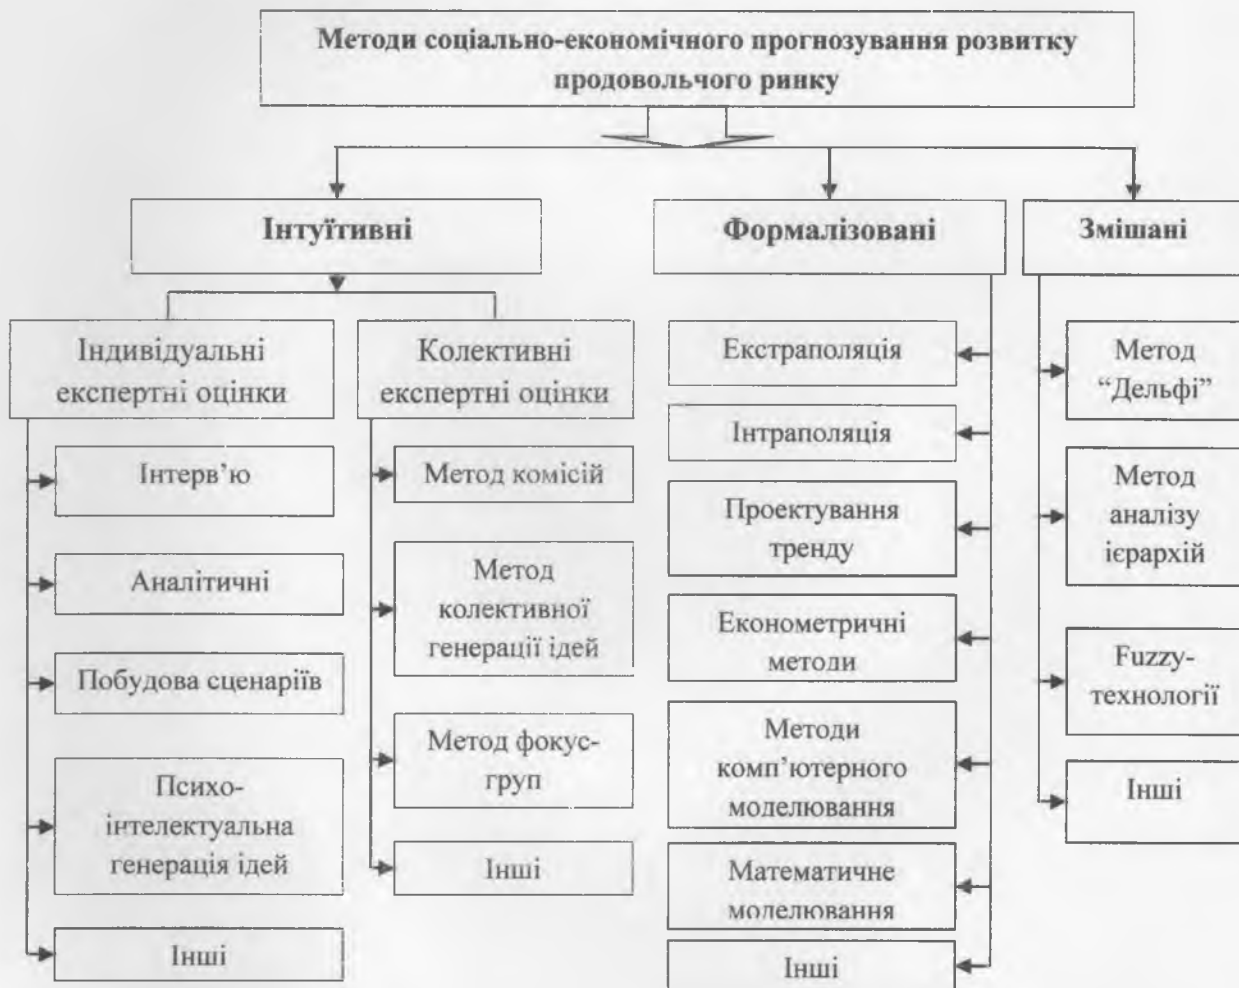 Методи соціально-економічного прогнозування розвитку
продовольчого ринку
Інтуїтивні
Формалізовані
Змішані
Індивідуальні
експертні оцінки
Інтерв’ю
Аналітичні
Побудова сценаріїв
Психо-
інтелектуальна
генерація ідей
Інші
Колективні
експертні оцінки
Метод комісій
Метод
колективної
генерації ідей
Метод фокус-
груп
Інші
Екстраполяція
Інтраполяція
Проектування
тренду
Економетричні
методи
Методи
комп’ютерного
моделювання
Математичне
моделювання
Інші
Метод
“Дельфі”
Метод
аналізу
ієрархій
Fuzzy-
технології
Інші